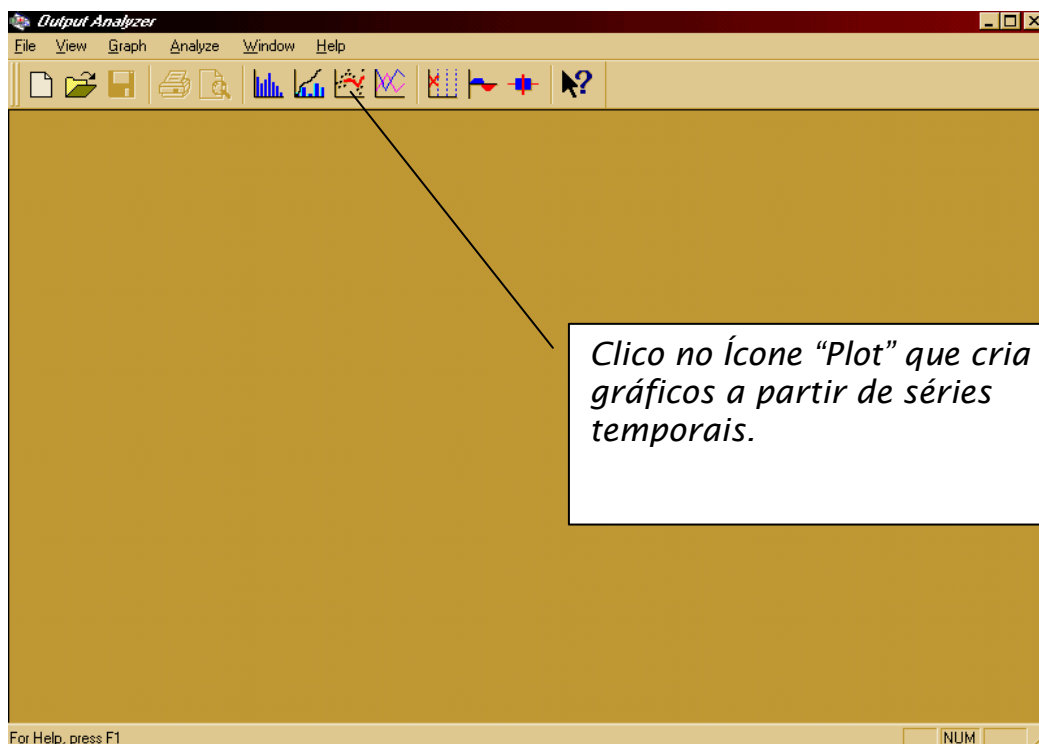 Output Analyzer
File View Graph Analyze Window Help
Clico no Ícone “Plot” que cria
gráficos a partir de séries
temporais.
For Help, press F1
NUM